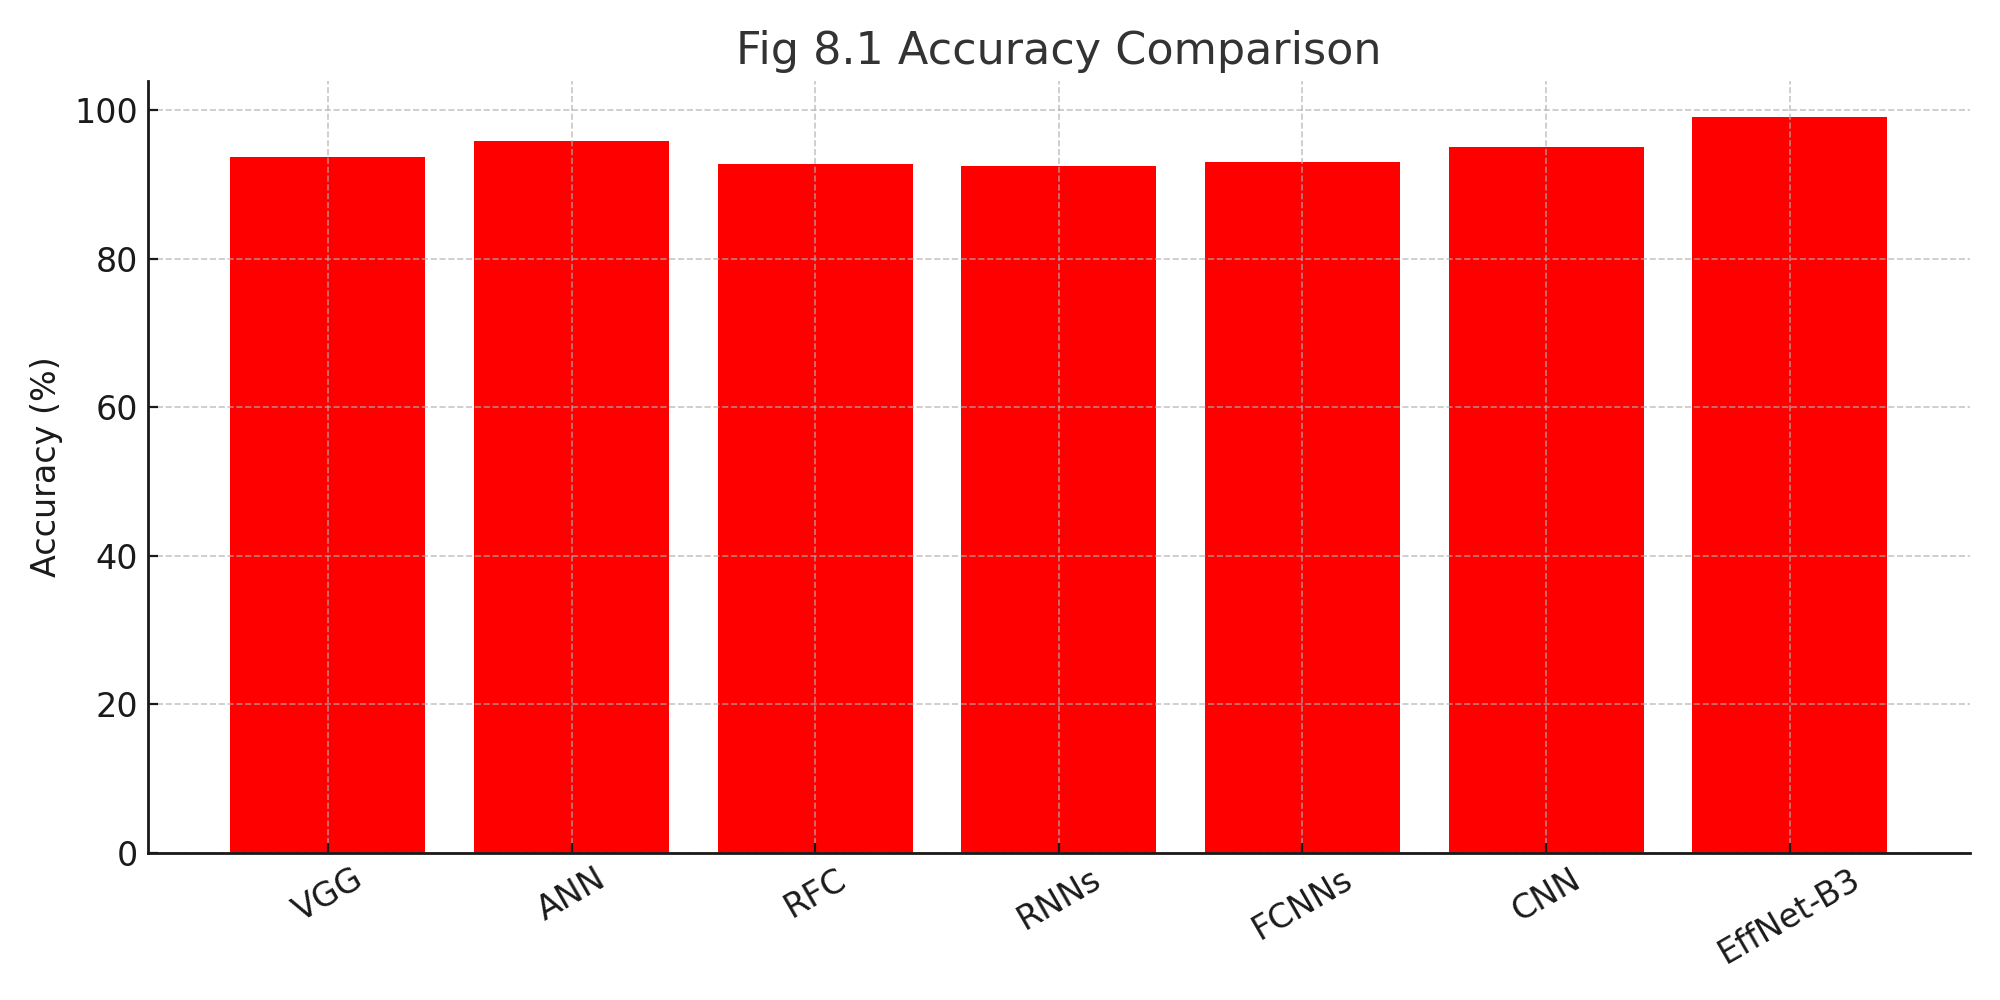 Fig 8.1 Accuracy Comparison
Accuracy (%)
100
80
60
40
20
0
VGG
ANN
RFC
RNNs
FCNNs
CNN
EffNet-B3